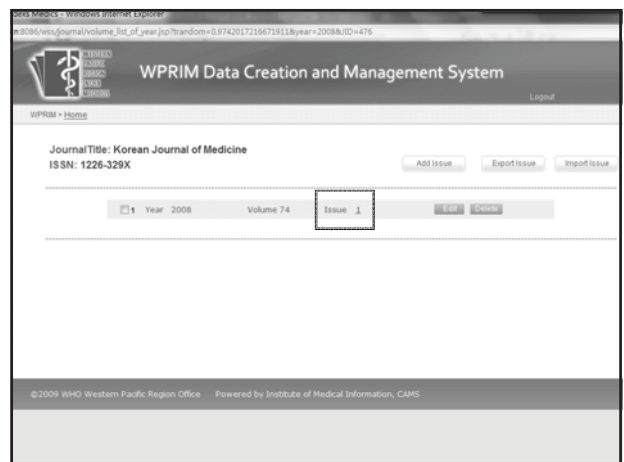 dexs Medics - Windows Internet Explorer
n:8086/wss/journal/volume_list_of_year.jsp?trandom=0.9742017216671911&year=2008&JID=476
WPRIM Data Creation and Management System
Logout
WPRIM > Home
JournalTitle: Korean Journal of Medicine
ISSN: 1226-329X
Add Issue Export Issue Import Issue
1 Year 2008 Volume 74 Issue 1 Edit Delete
©2009 WHO Western Pacific Region Office Powered by Institute of Medical Information, CAMS